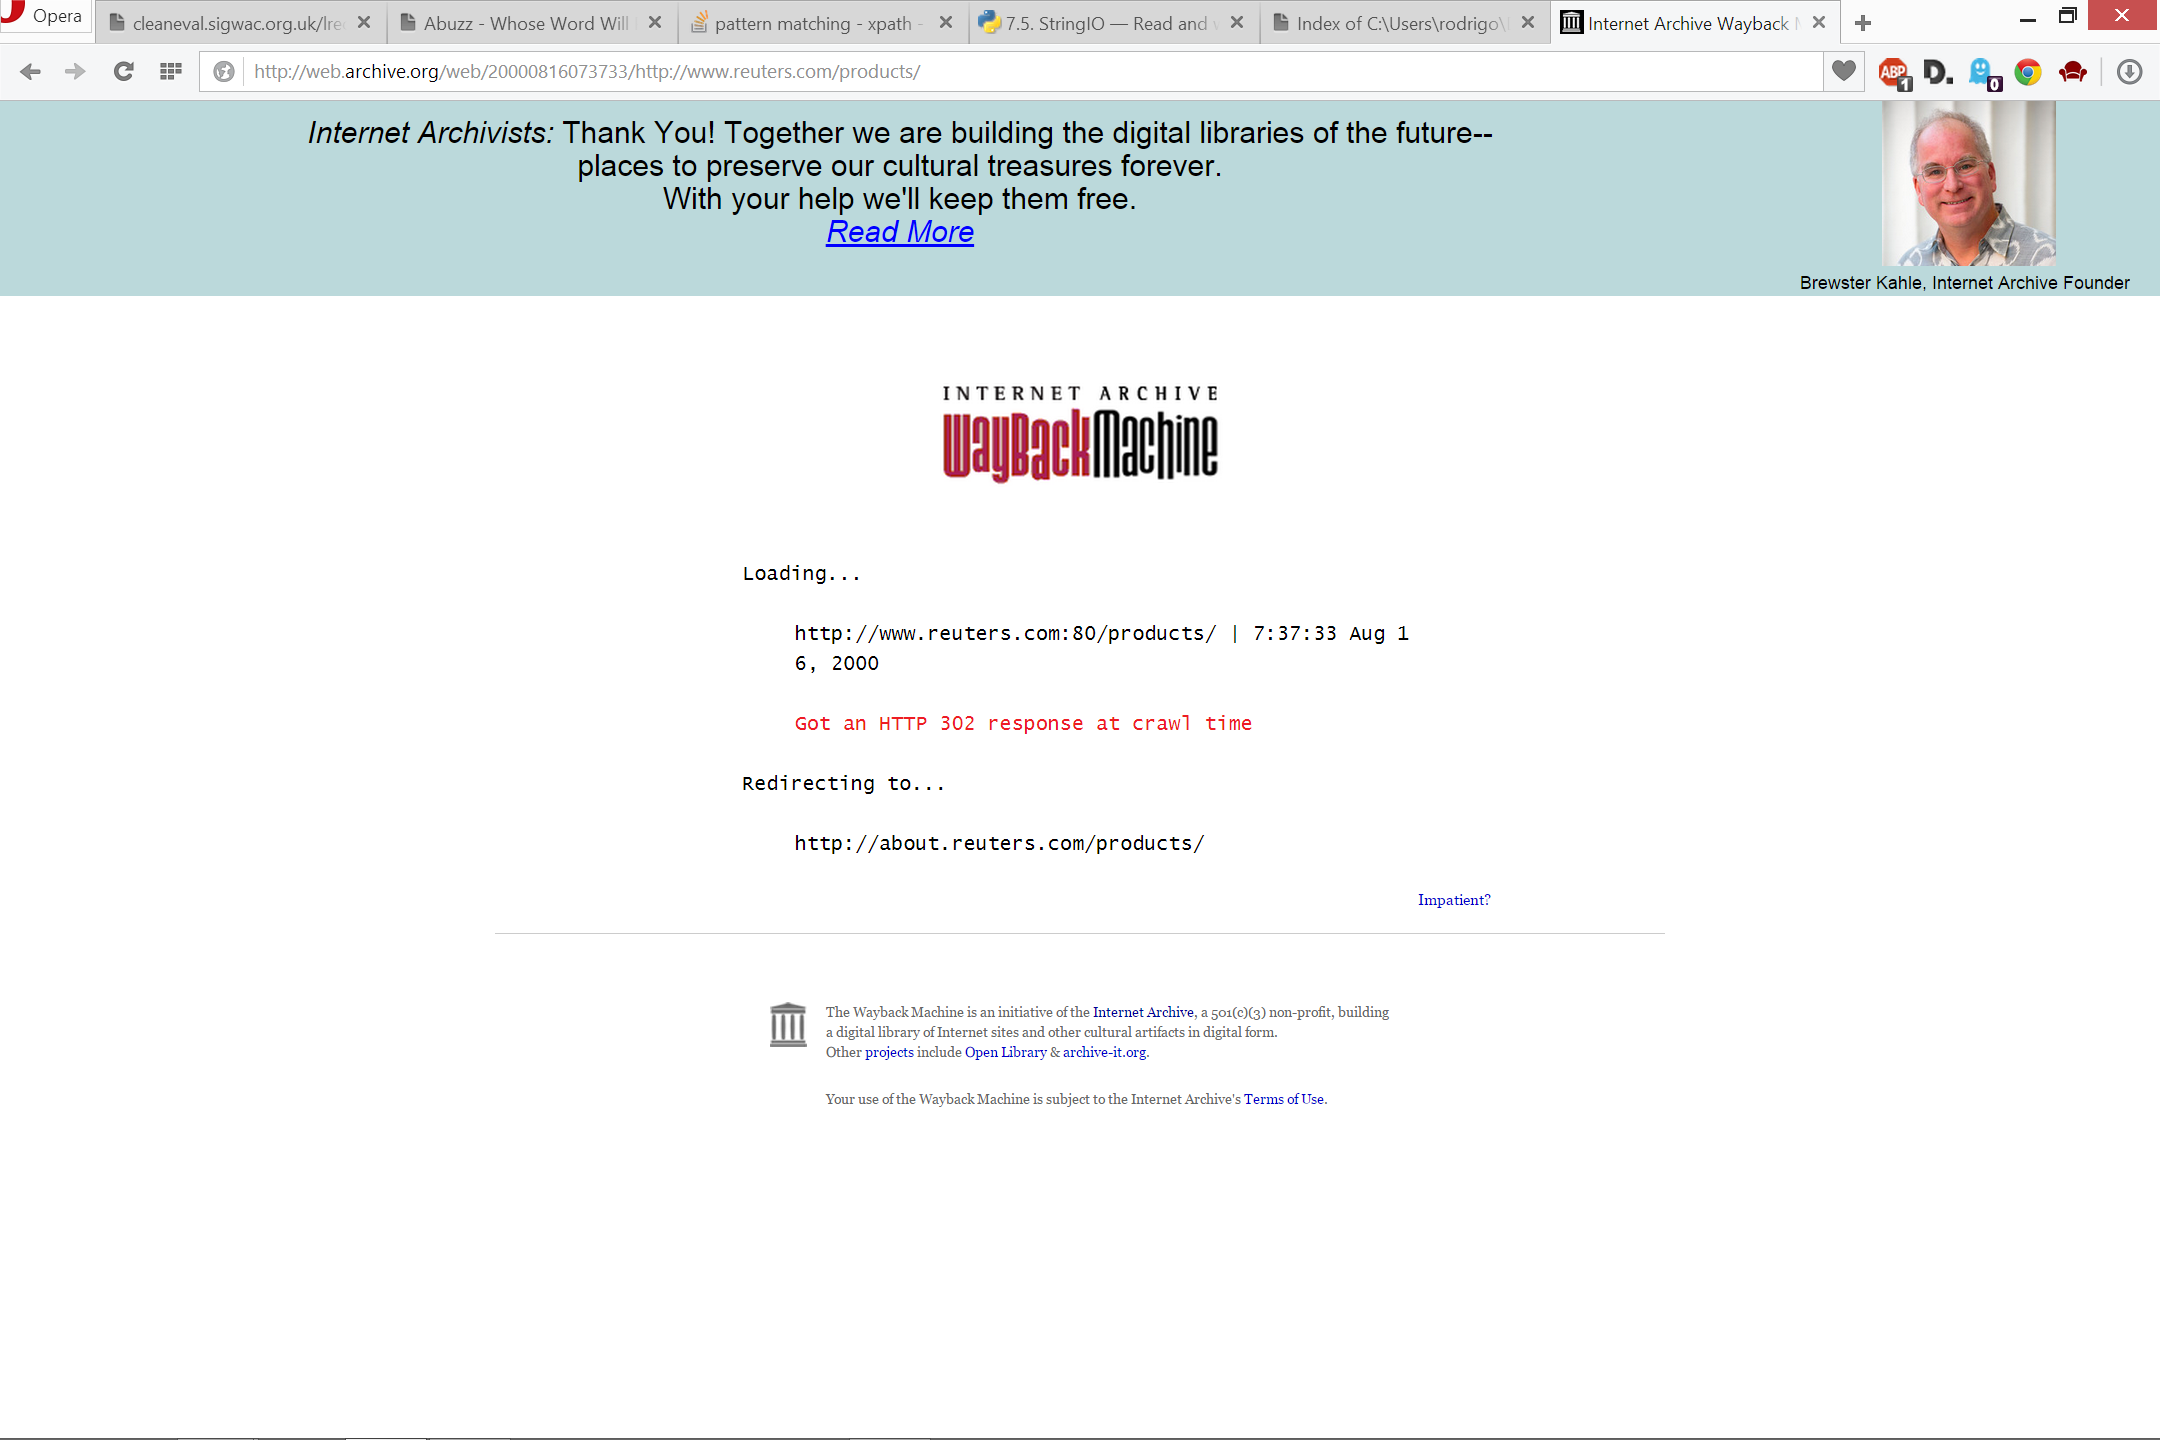 Opera
cleaneval.sigwac.org.uk/lre
Abuzz - Whose Word Will
pattern matching - xpath -
7.5. StringIO — Read and
Index of C:\Users\rodrigo\
Internet Archive Wayback
http://web.archive.org/web/20000816073733/http://www.reuters.com/products/
ABP
1
D.
0
Internet Archivists: Thank You! Together we are building the digital libraries of the future--
places to preserve our cultural treasures forever.
With your help we'll keep them free.
Read More
Brewster Kahle, Internet Archive Founder
INTERNET ARCHIVE
WayBackMachine
Loading...
http://www.reuters.com:80/products/ | 7:37:33 Aug 1
6, 2000
Got an HTTP 302 response at crawl time
Redirecting to...
http://about.reuters.com/products/
Impatient?
The Wayback Machine is an initiative of the Internet Archive, a 501(c)(3) non-profit, building
a digital library of Internet sites and other cultural artifacts in digital form.
Other projects include Open Library & archive-it.org.
Your use of the Wayback Machine is subject to the Internet Archive's Terms of Use.